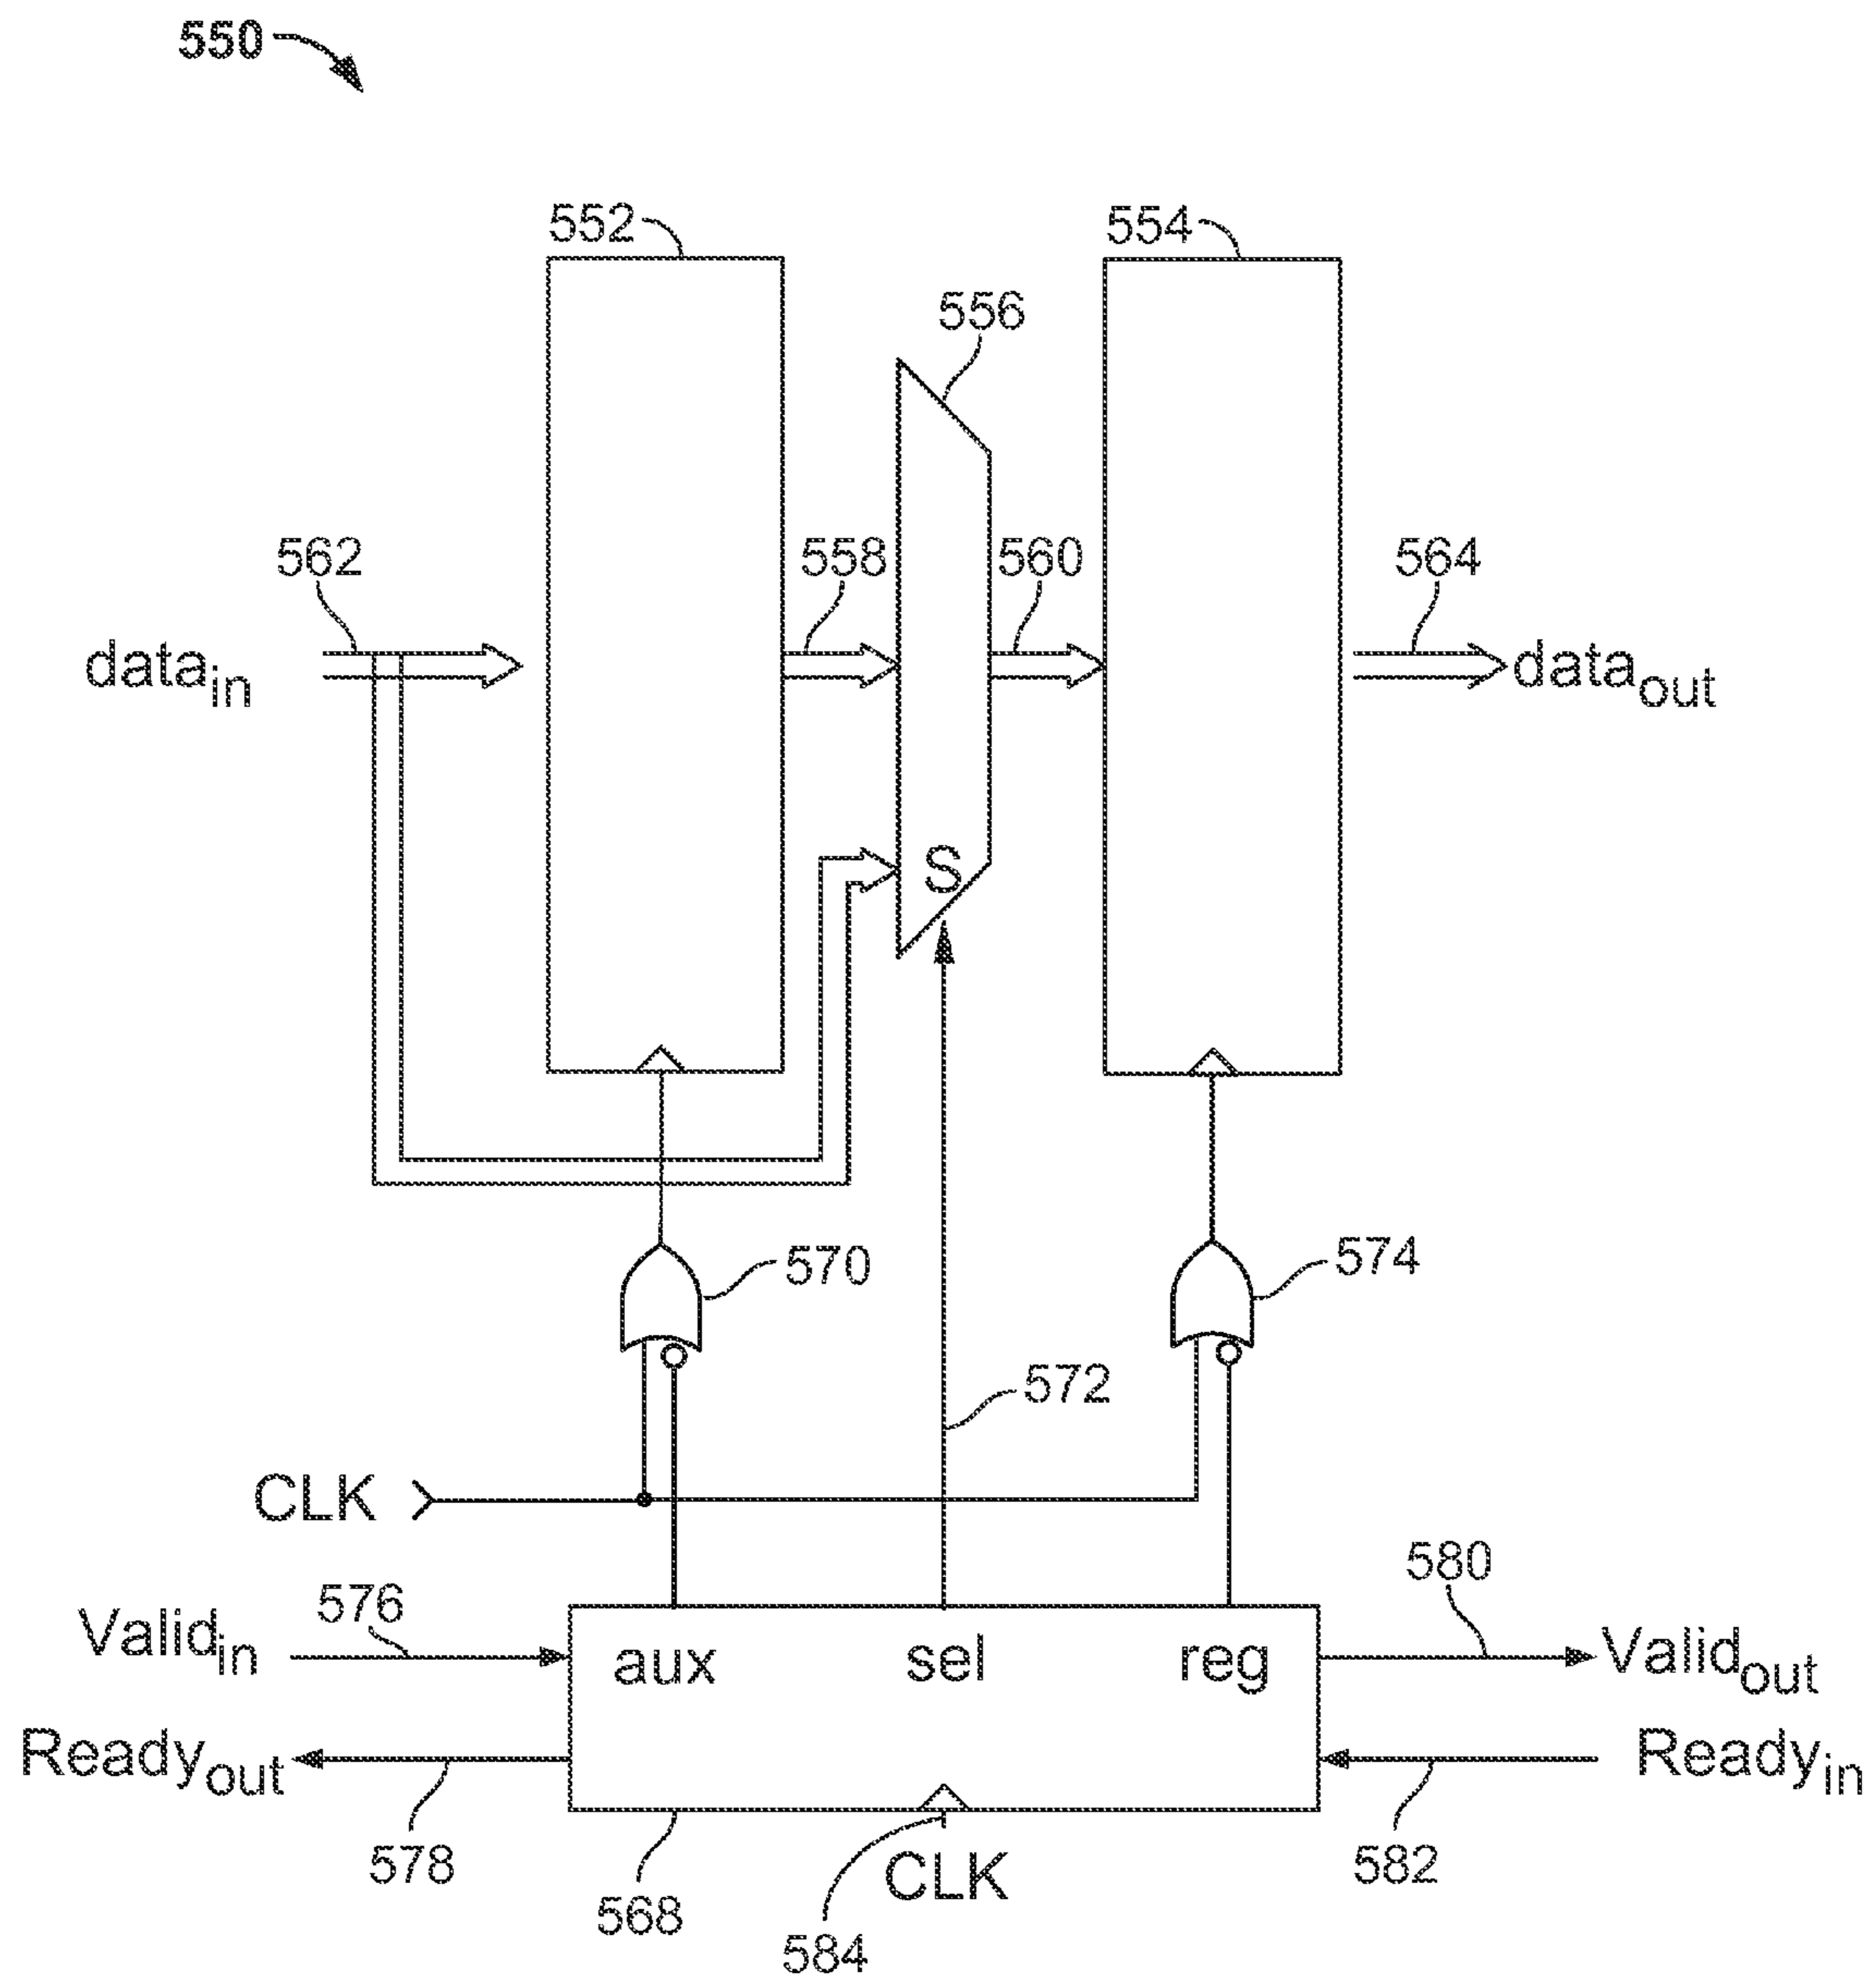 550
552
554
556
562
558
560
564
data_in
data_out
S
570
574
572
CLK
580
576
Valid_in
aux
sel
reg
Valid_out
Ready_out
Ready_in
578
568
CLK
582
584